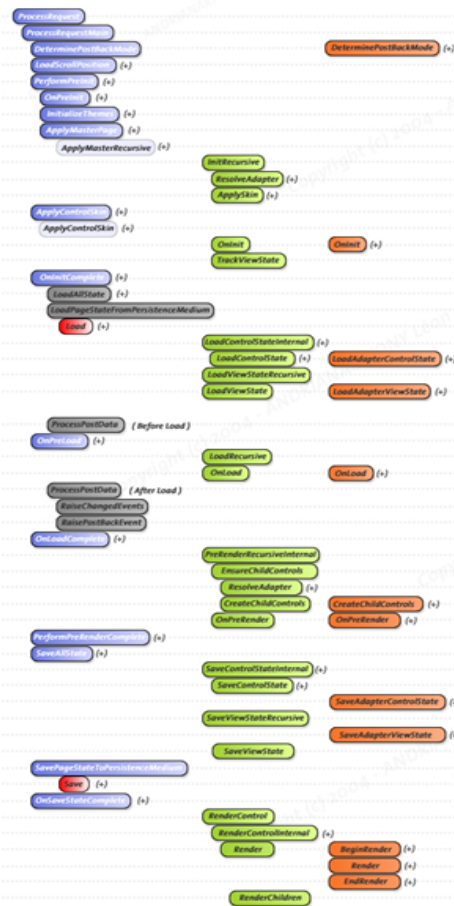 ProcessRequest
ProcessRequestMain
DeterminePostBackMode DeterminePostBackMode (+)
LoadScrollPosition (+)
PerformPreInit (+)
OnPreInit (+)
InitializeThemes (+)
ApplyMasterPage (+)
ApplyMasterRecursive (+)
InitRecursive
ResolveAdapter (+)
ApplySkin (+)
ApplyControlSkin (+)
ApplyControlSkin (+)
OnInit OnInit (+)
TrackViewState
OnInitComplete (+)
LoadAllState (+)
LoadPageStateFromPersistenceMedium
Load (+)
LoadControlStateInternal (+)
LoadControlState (+) LoadAdapterControlState (+)
LoadViewStateRecursive
LoadViewState LoadAdapterViewState (+)
ProcessPostData ( Before Load )
OnPreLoad (+)
LoadRecursive
OnLoad OnLoad (+)
ProcessPostData ( After Load )
RaiseChangedEvents
RaisePostBackEvent
OnLoadComplete (+)
PreRenderRecursiveInternal
EnsureChildControls
ResolveAdapter (+)
CreateChildControls CreateChildControls (+)
OnPreRender OnPreRender (+)
PerformPreRenderComplete (+)
SaveAllState (+)
SaveControlStateInternal (+)
SaveControlState (+)
SaveAdapterControlState (
SaveViewStateRecursive
SaveAdapterViewState (
SaveViewState
SavePageStateToPersistenceMedium
Save (+)
OnSaveStateComplete (+)
RenderControl
RenderControlInternal (+)
Render BeginRender (+)
Render (+)
EndRender (+)
RenderChildren